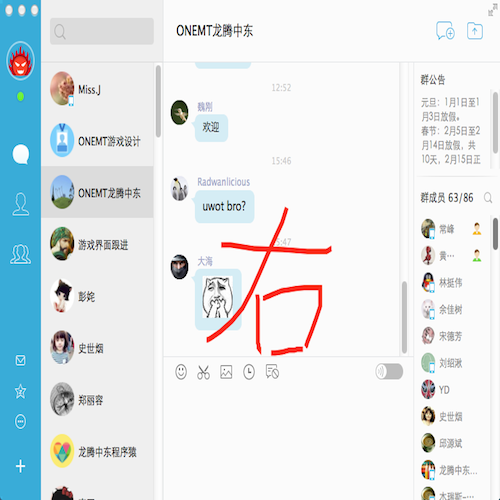 ONEMT龙腾中东
Miss.J
ONEMT游戏设计
ONEMT龙腾中东
游戏界面跟进
彭姹
史世烟
郑丽容
龙腾中东程序猿
12:52
魏刚
欢迎
15:46
Radwanlicious
uwot bro?
:47
大海
右
群公告
元旦：1月1日至1
月3日放假。
春节：2月5日至2
月14日放假，共
10天，2月15日正
群成员 63/86
常峰
黄…
林挺伟
余佳树
宋德芳
刘绍湫
YD
史世烟
邱源斌
龙腾中东…
木瑞斯-…